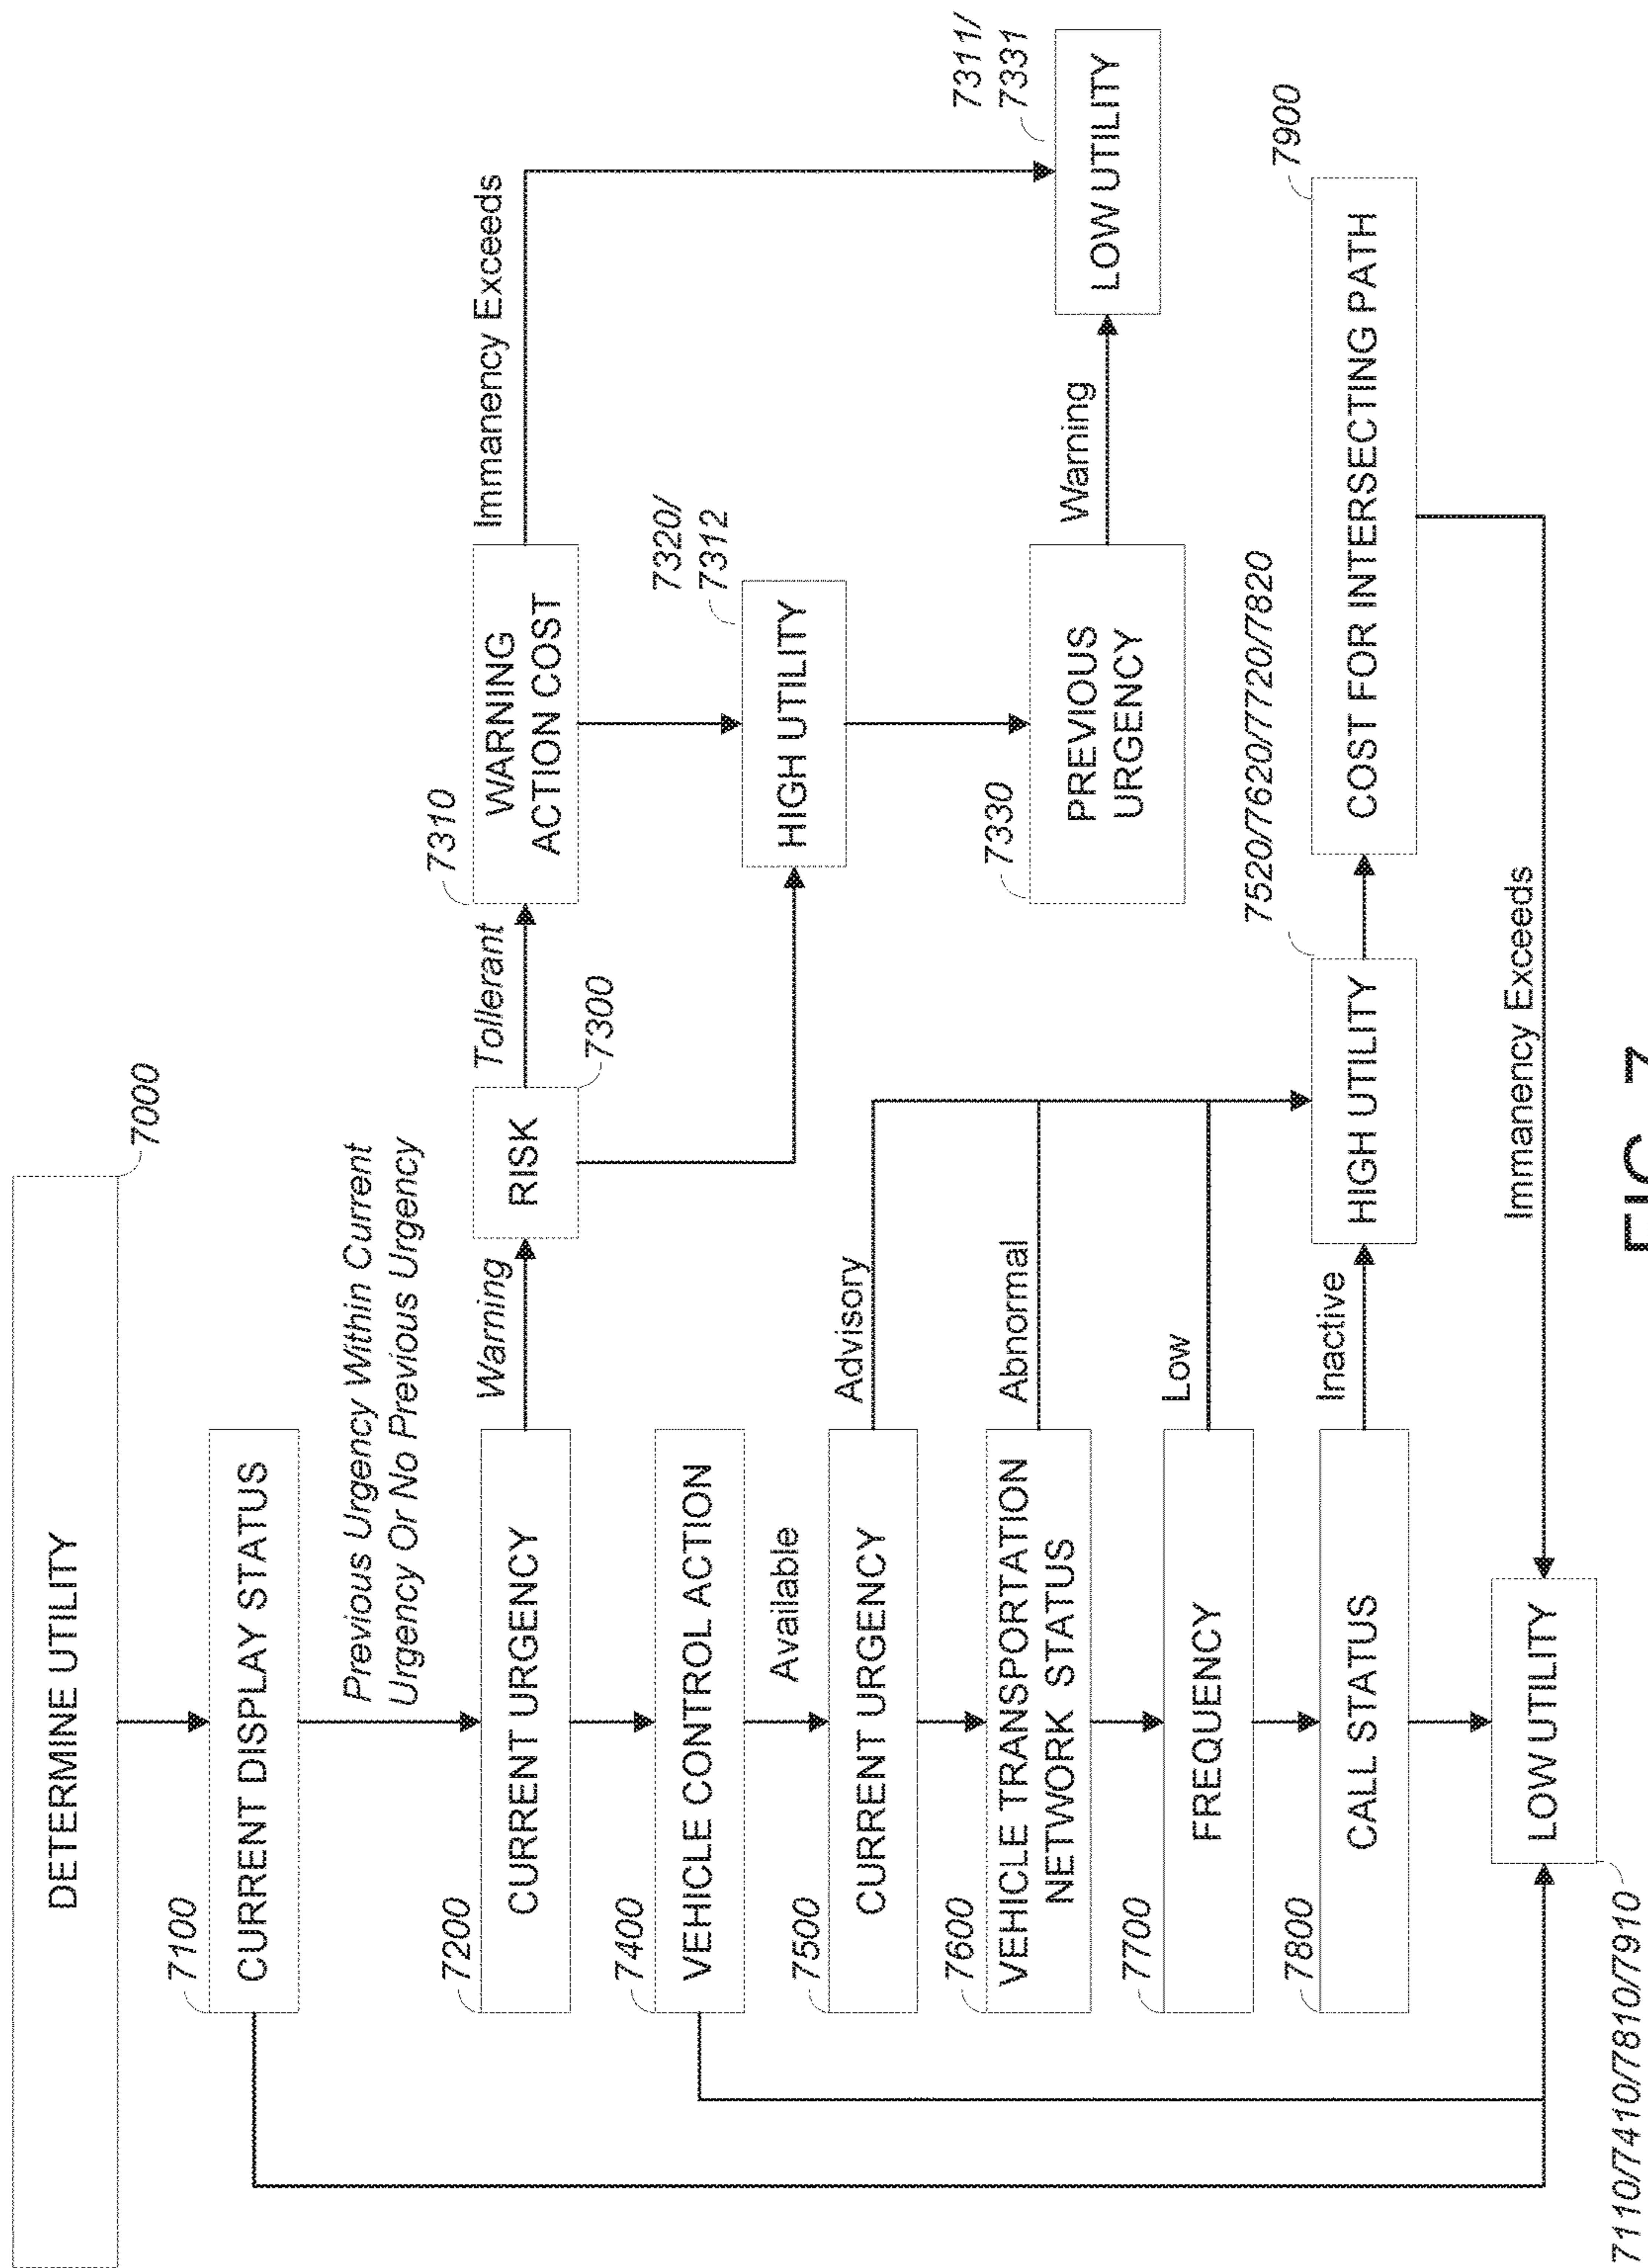 DETERMINE UTILITY
7000
7100
CURRENT DISPLAY STATUS
Previous Urgency Within Current
Urgency Or No Previous Urgency
7200
CURRENT URGENCY
Warning
RISK
7300
Tollerant
7310
WARNING
ACTION COST
Immanency Exceeds
7320/
7312
HIGH UTILITY
7330
PREVIOUS
URGENCY
Warning
7311/
7331
LOW UTILITY
7400
VEHICLE CONTROL ACTION
Available
7500
CURRENT URGENCY
Advisory
7600
VEHICLE TRANSPORTATION
NETWORK STATUS
Abnormal
7700
FREQUENCY
Low
7800
CALL STATUS
Inactive
HIGH UTILITY
7520/7620/7720/7820
COST FOR INTERSECTING PATH
7900
Immanency Exceeds
LOW UTILITY
7110/7410/7810/7910
FIG. 7